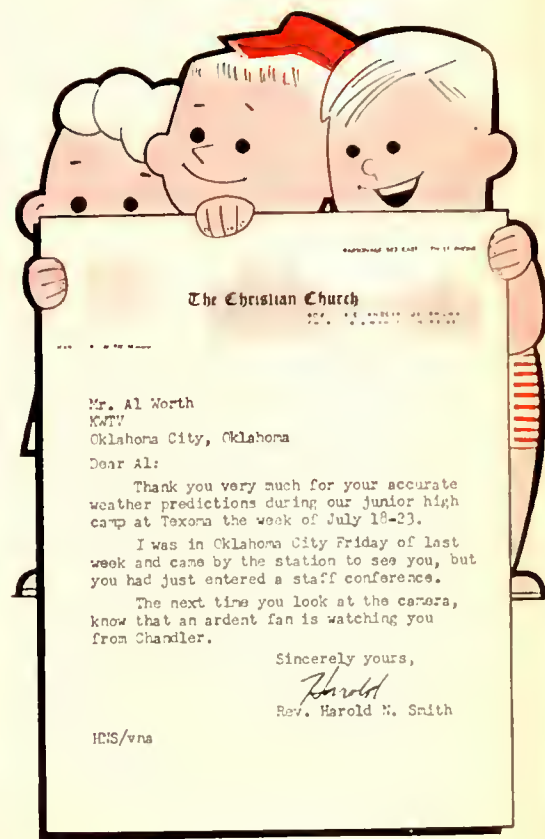 The Christian Church
Mr. Al Worth
KWTV
Oklahoma City, Oklahoma
Dear Al:
Thank you very much for your accurate
weather predictions during our junior high
camp at Texoma the week of July 18-23.
I was in Oklahoma City Friday of last
week and came by the station to see you, but
you had just entered a staff conference.
The next time you look at the camera,
know that an ardent fan is watching you
from Chandler.
Sincerely yours,
Harold
Rev. Harold N. Smith
HNS/vna